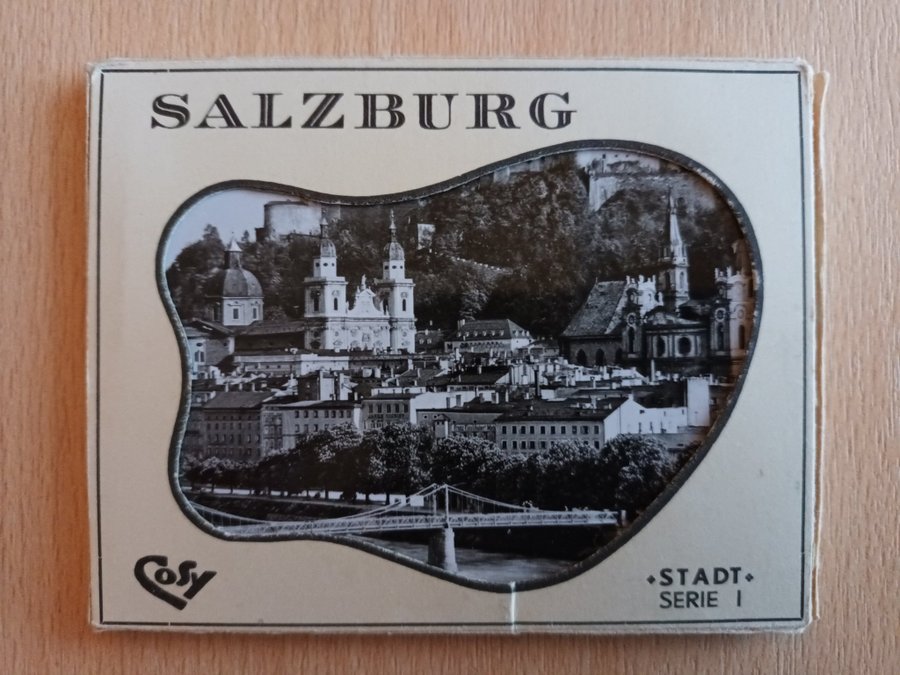 SALZBURG
Cosy
•STADT•
SERIE I